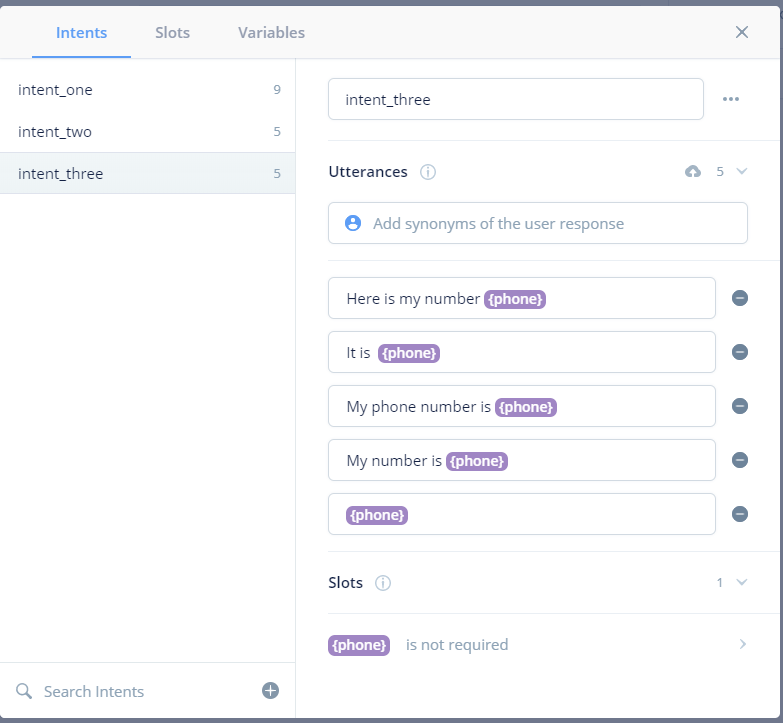 Intents Slots Variables
intent_one 9
intent_two 5
intent_three 5
Search Intents
intent_three
Utterances 5
Add synonyms of the user response
Here is my number {phone}
It is {phone}
My phone number is {phone}
My number is {phone}
{phone}
Slots 1
{phone} is not required